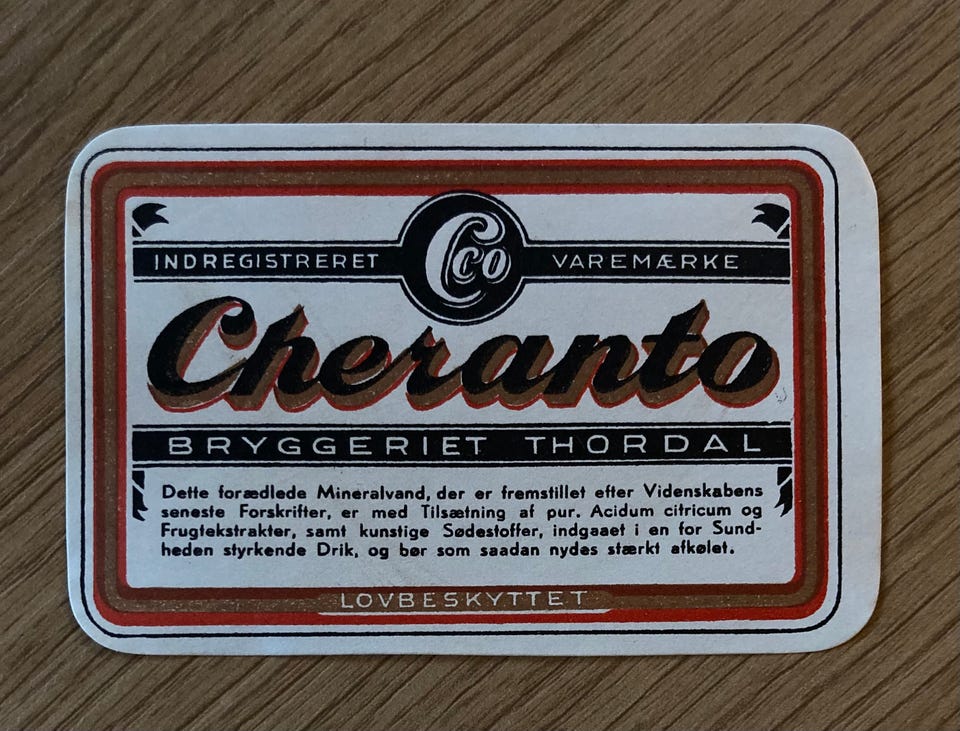 Cco
INDREGISTRERET VAREMÆRKE
Cheranto
BRYGGERIET THORDAL
Dette forædlede Mineralvand, der er fremstillet efter Videnskabens
seneste Forskrifter, er med Tilsætning af pur. Acidum citricum og
Frugtekstrakter, samt kunstige Sødestoffer, indgaaet i en for Sund-
heden styrkende Drik, og bør som saadan nydes stærkt afkølet.
LOVBESKYTTET